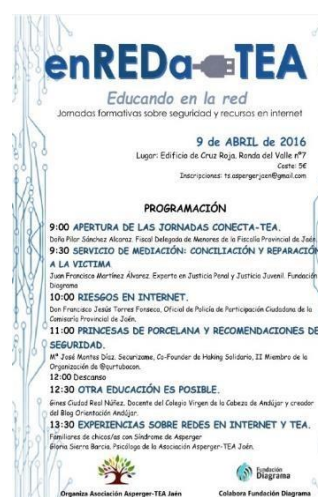 enREDa-TEA
Educando en la red
Jornadas formativas sobre seguridad y recursos en internet
9 de ABRIL de 2016
Lugar: Edificio de Cruz Roja. Ronda del Valle nº7
Coste: 5€
Inscripciones: ts.aspergerjaen@gmail.com
PROGRAMACIÓN
9:00 APERTURA DE LAS JORNADAS CONECTA-TEA.
Doña Pilar Sánchez Alcaraz. Fiscal Delegada de Menores de la Fiscalía Provincial de Jaén.
9:30 SERVICIO DE MEDIACIÓN: CONCILIACIÓN Y REPARACIÓN
A LA VICTIMA
Juan Francisco Martínez Álvarez. Experto en Justicia Penal y Justicia Juvenil. Fundación
Diagrama
10:00 RIESGOS EN INTERNET.
Don Francisco Jesús Torres Fonseca, Oficial de Policía de Participación Ciudadana de la
Comisaría Provincial de Jaén.
11:00 PRINCESAS DE PORCELANA Y RECOMENDACIONES DE
SEGURIDAD.
Mª José Montes Díaz. Securízame, Co-Founder de Haking Solidario, II Miembro de la
Organización de @qurtubacon.
12:00 Descanso
12:30 OTRA EDUCACIÓN ES POSIBLE.
Gines Ciudad Real Núñez. Docente del Colegio Virgen de la Cabeza de Andújar y creador
del Blog Orientación Andújar.
13:30 EXPERIENCIAS SOBRE REDES EN INTERNET Y TEA.
Familiares de chicos/as con Síndrome de Asperger
Gloria Sierra García. Psicóloga de la Asociación Asperger-TEA Jaén.
Fundación
Diagrama
Organiza Asociación Asperger-TEA Jaén
Colabora Fundación Diagrama